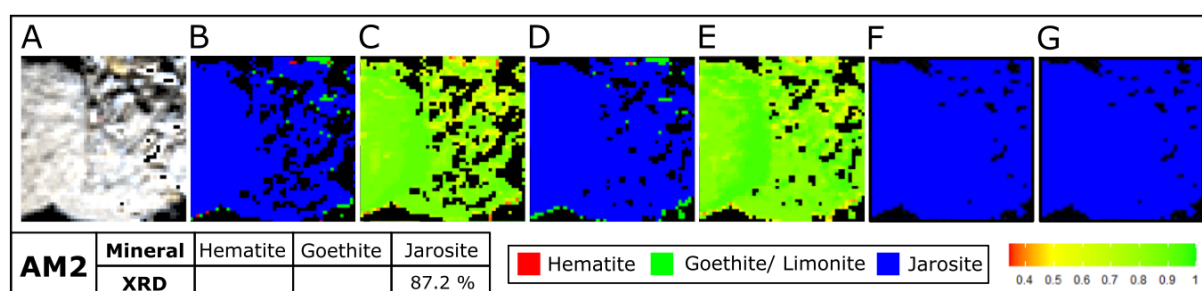 A B C D E F G
AM2 Mineral Hematite Goethite Jarosite
XRD 87.2 %
Hematite Goethite/ Limonite Jarosite
0.4 0.5 0.6 0.7 0.8 0.9 1